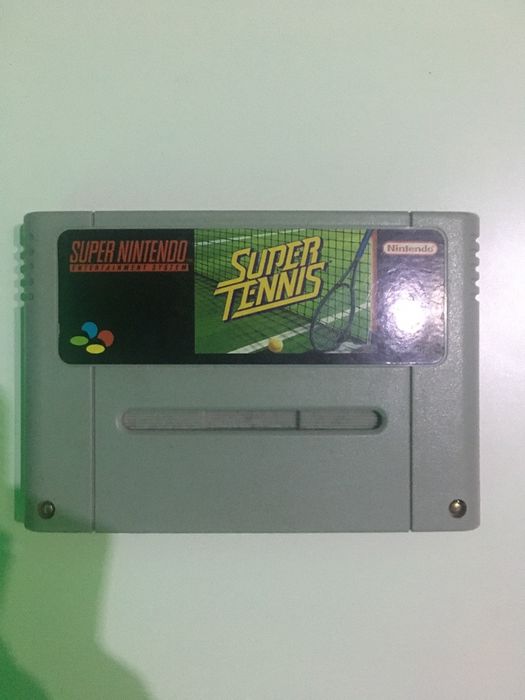 SUPER NINTENDO
ENTERTAINMENT SYSTEM
SUPER
TENNIS
Nintendo